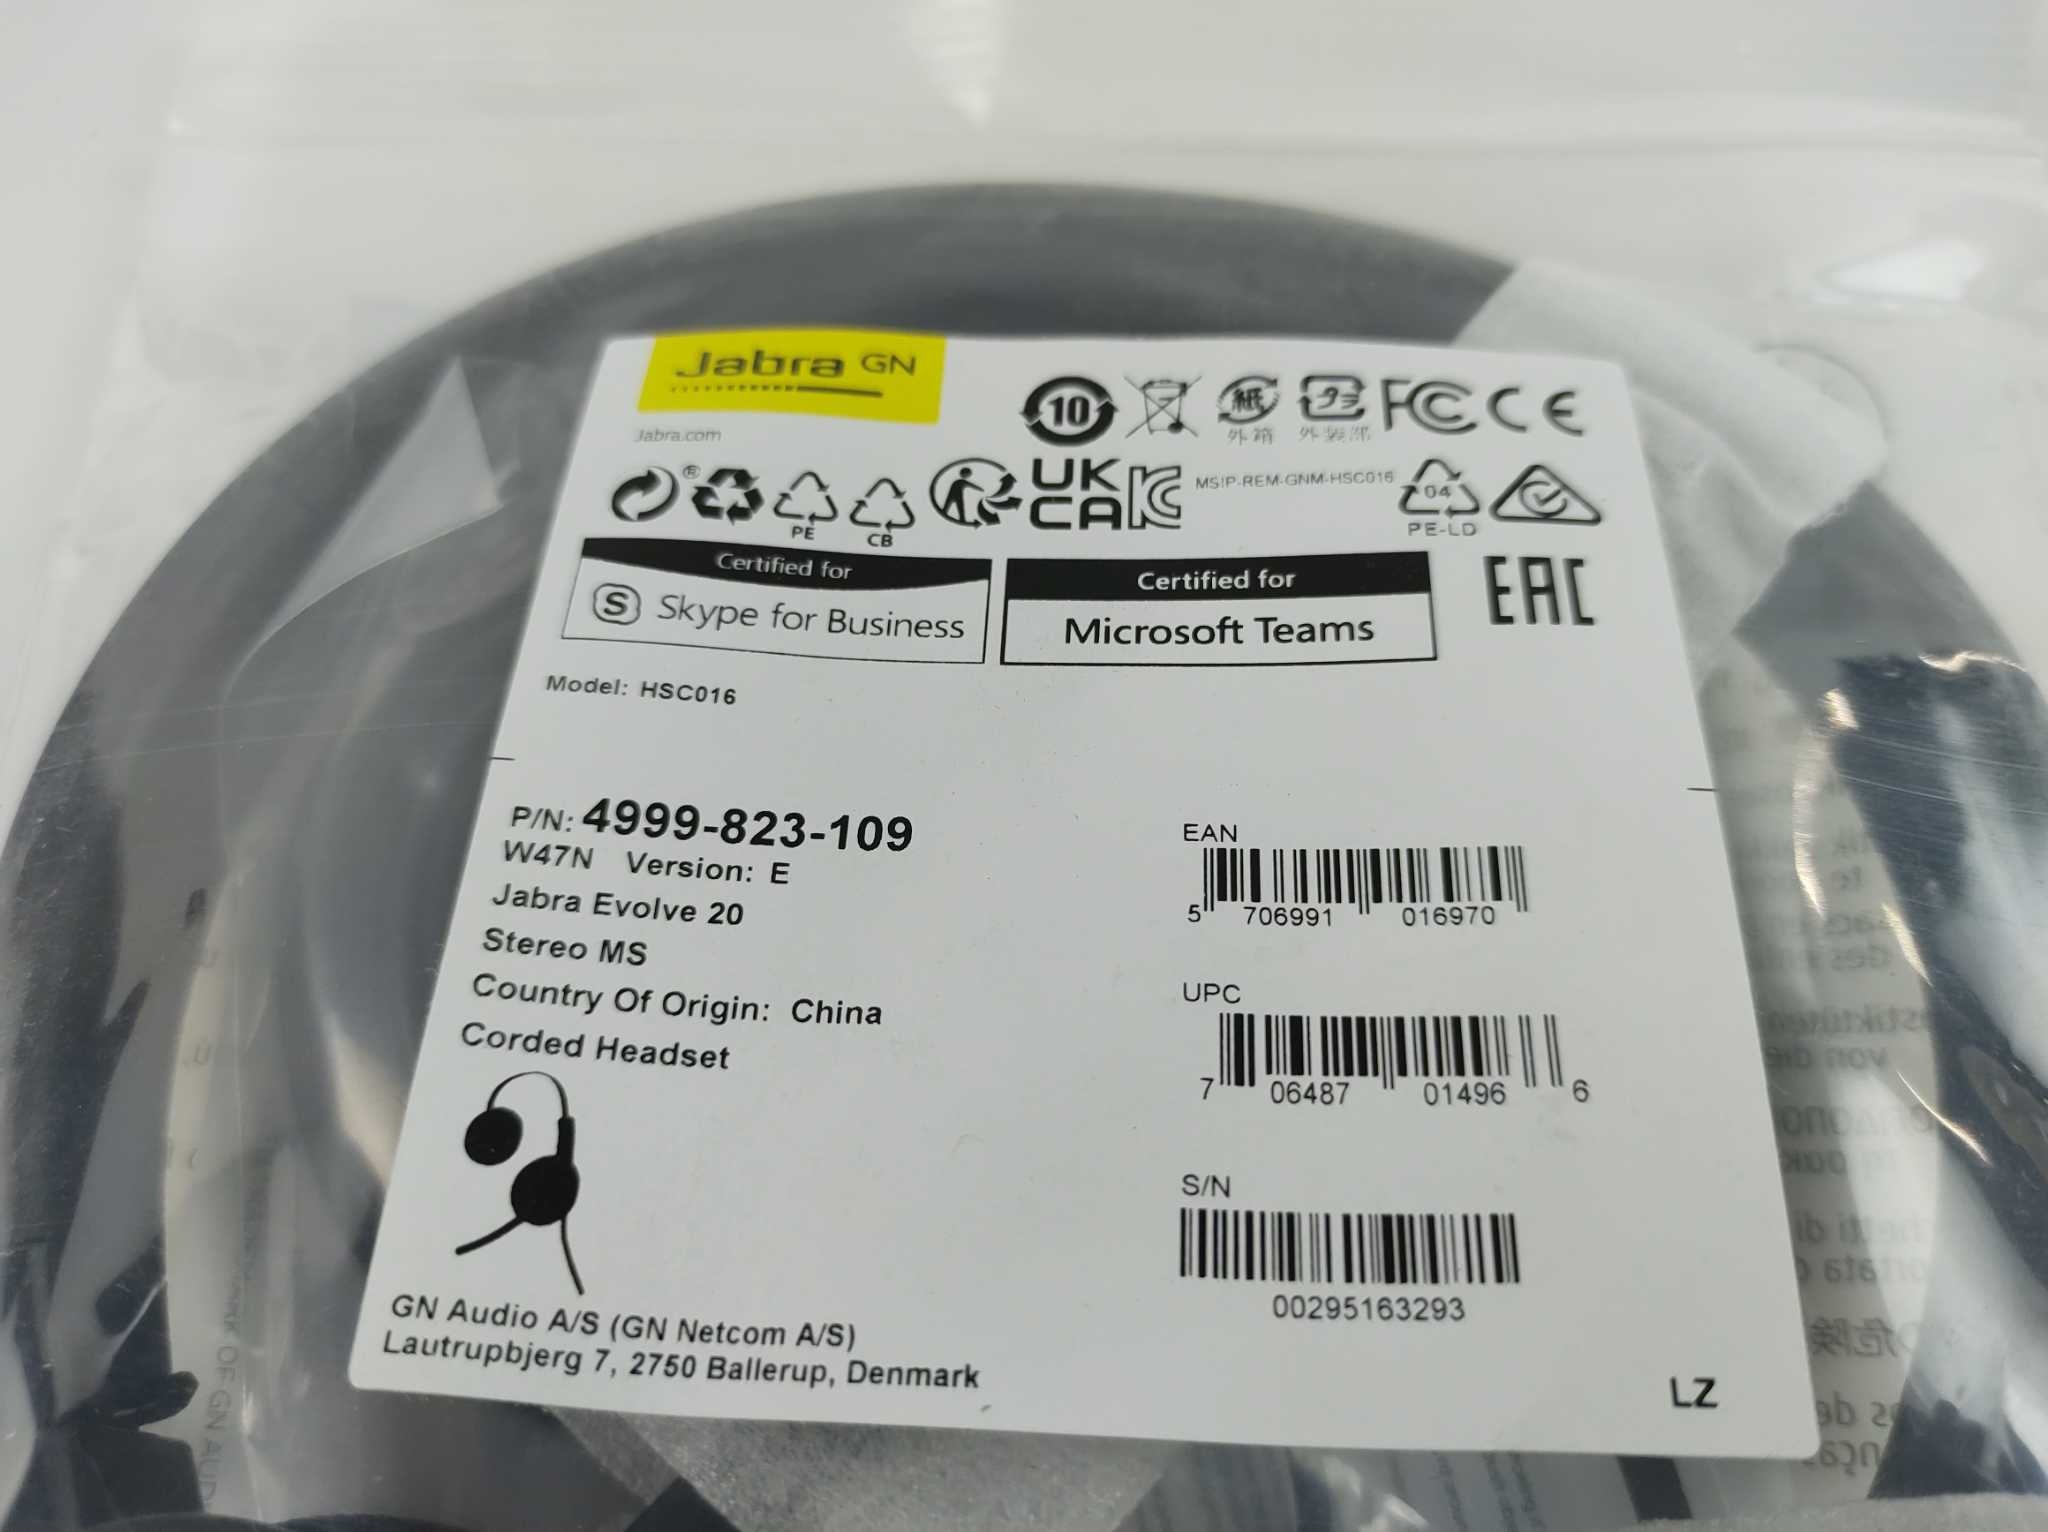 Jabra GN
Jabra.com
10
紙
外箱
プラ
外装部
FC CE
®
PE
CB
UK
CA
MSIP-REM-GNM-HSC016
04
PE-LD
Certified for
S Skype for Business
Certified for
Microsoft Teams
EAC
Model: HSC016
P/N: 4999-823-109
W47N Version: E
Jabra Evolve 20
Stereo MS
Country Of Origin: China
Corded Headset
GN Audio A/S (GN Netcom A/S)
Lautrupbjerg 7, 2750 Ballerup, Denmark
EAN
5 706991 016970
UPC
7 06487 01496 6
S/N
00295163293
LZ